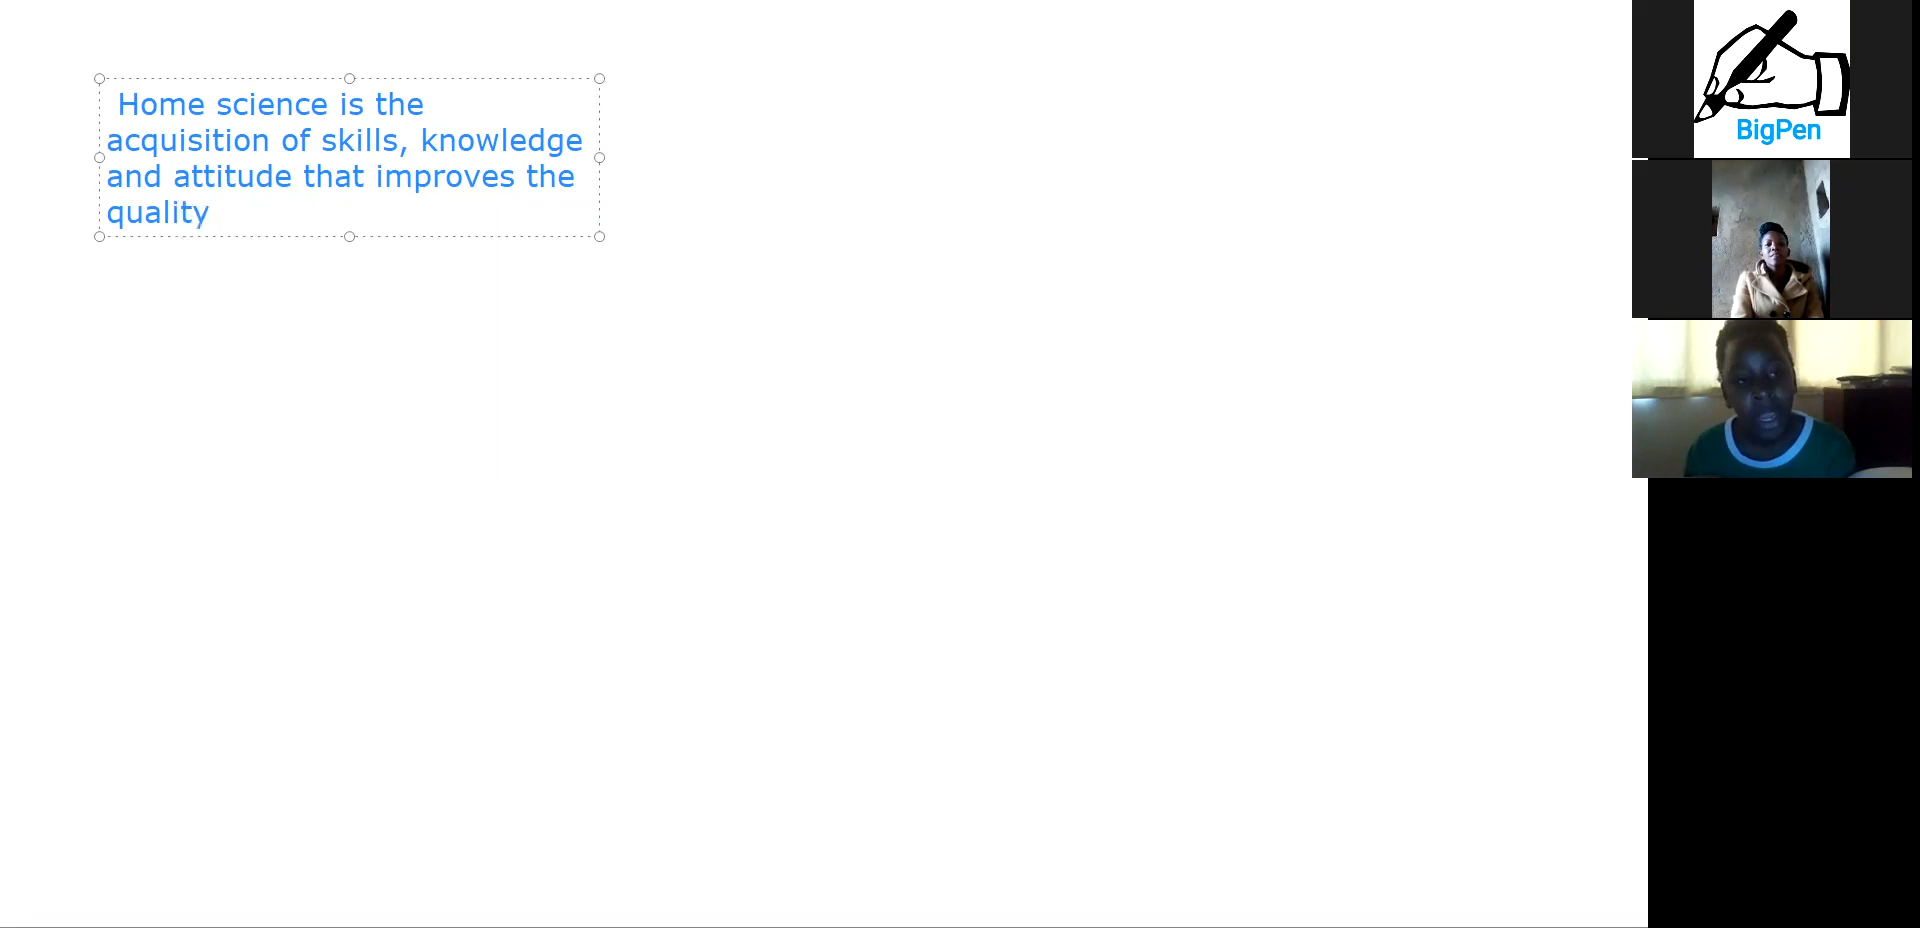 Home science is the
acquisition of skills, knowledge
and attitude that improves the
quality
BigPen